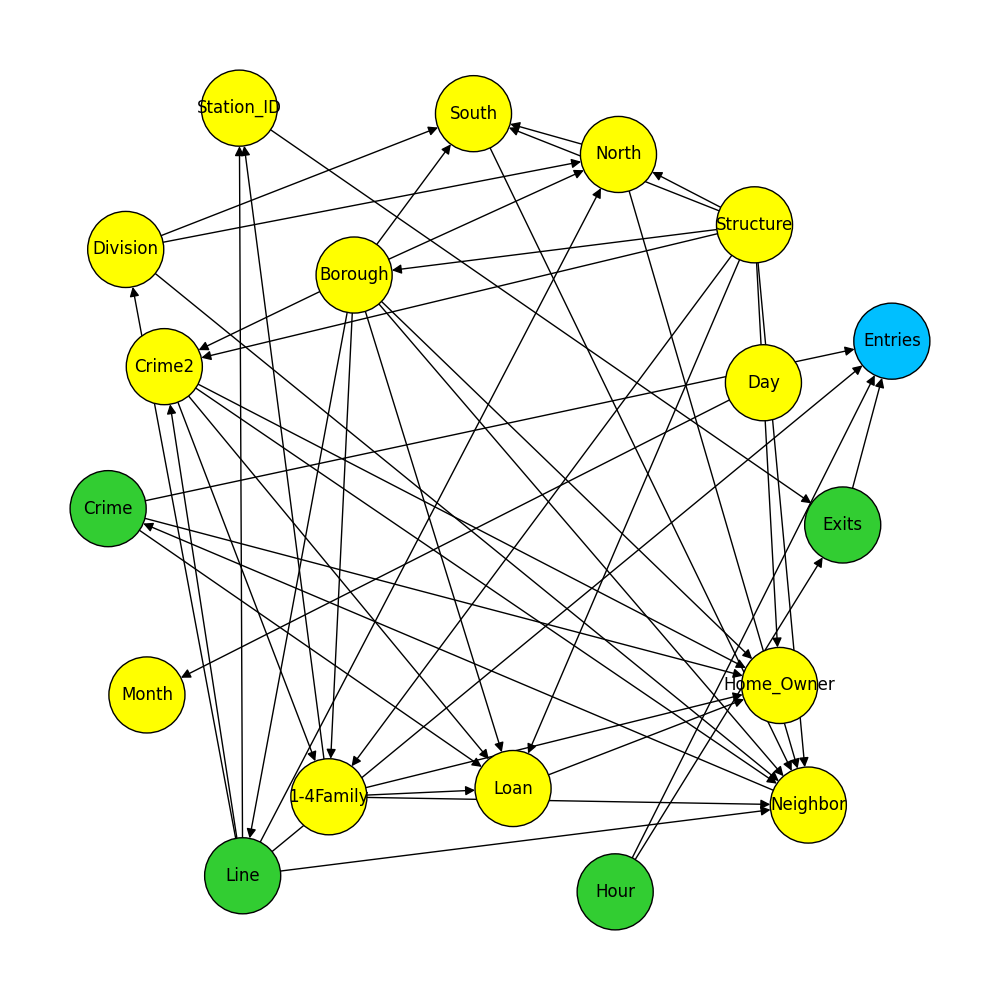 Station_ID
South
North
Structure
Division
Borough
Entries
Crime2
Day
Crime
Exits
Month
Home_Owner
1-4Family
Loan
Neighbor
Line
Hour